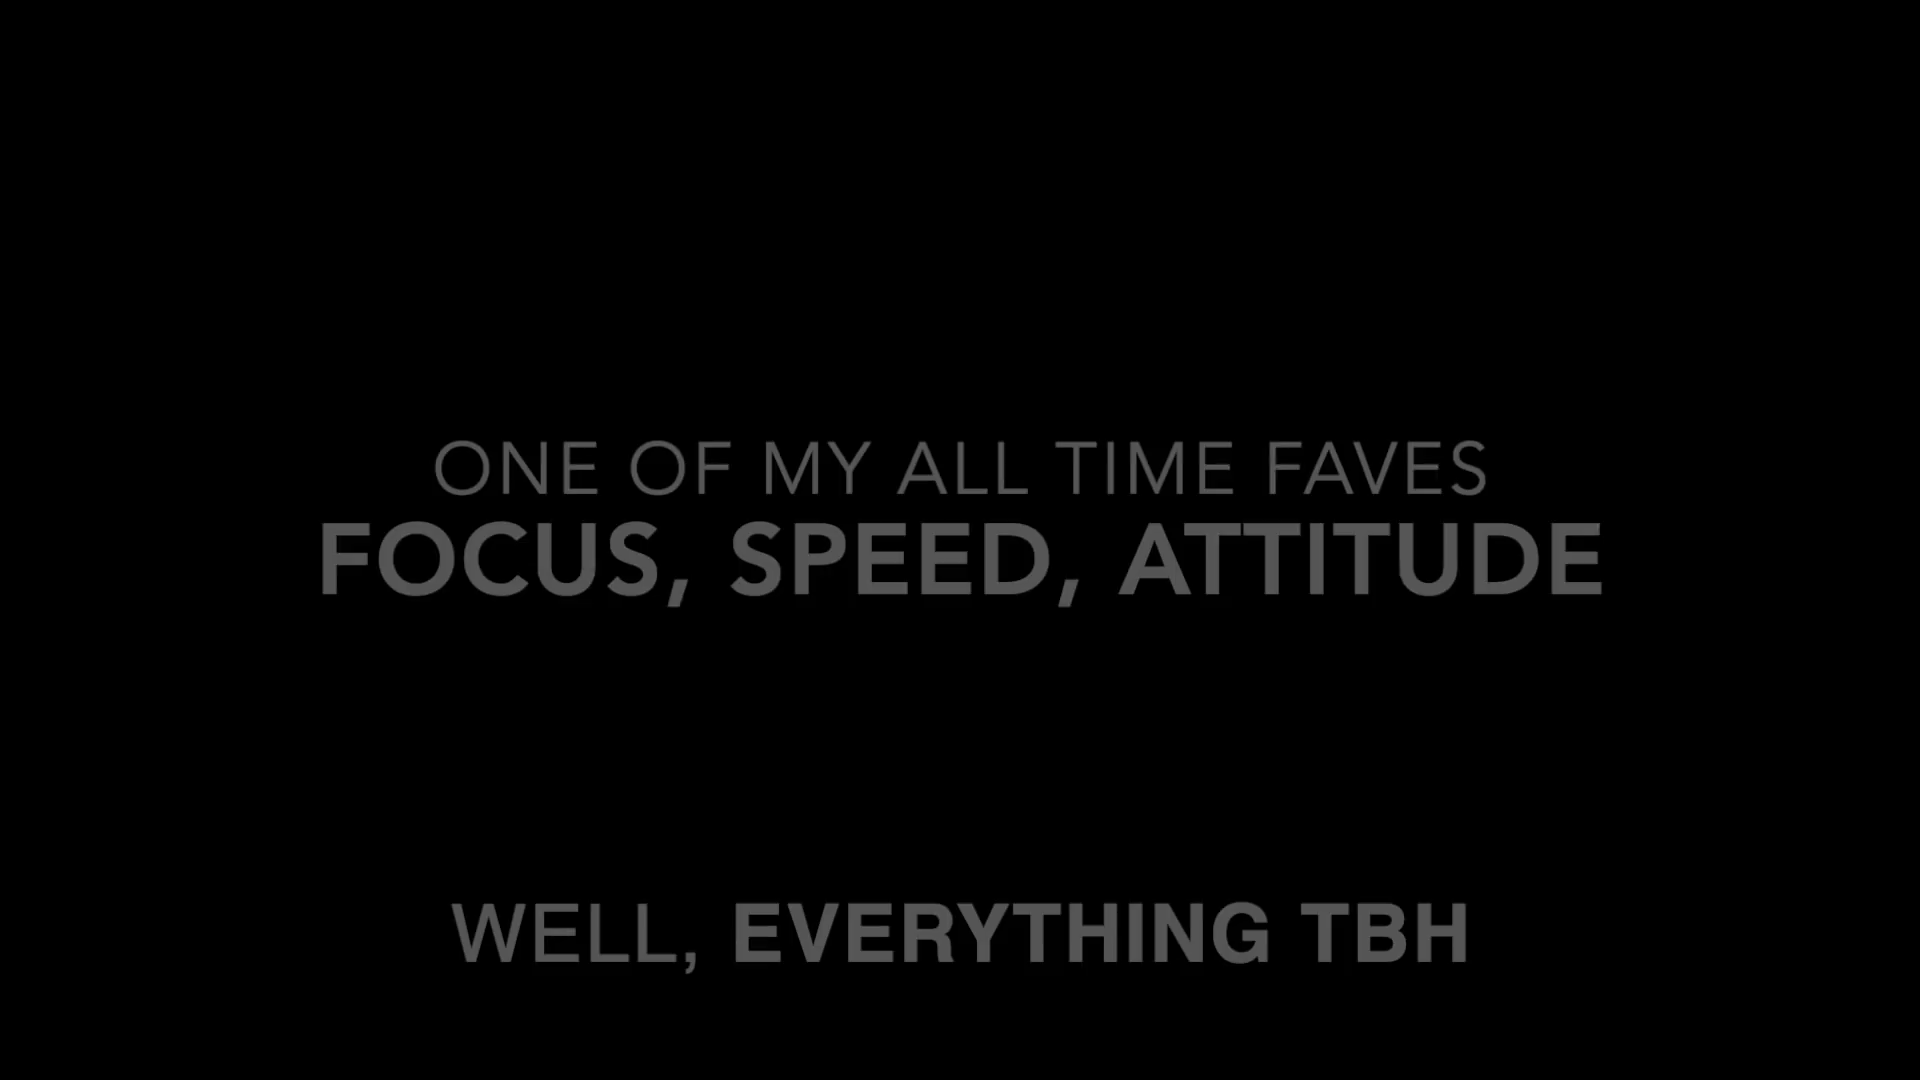 ONE OF MY ALL TIME FAVES
FOCUS, SPEED, ATTITUDE
WELL, EVERYTHING TBH